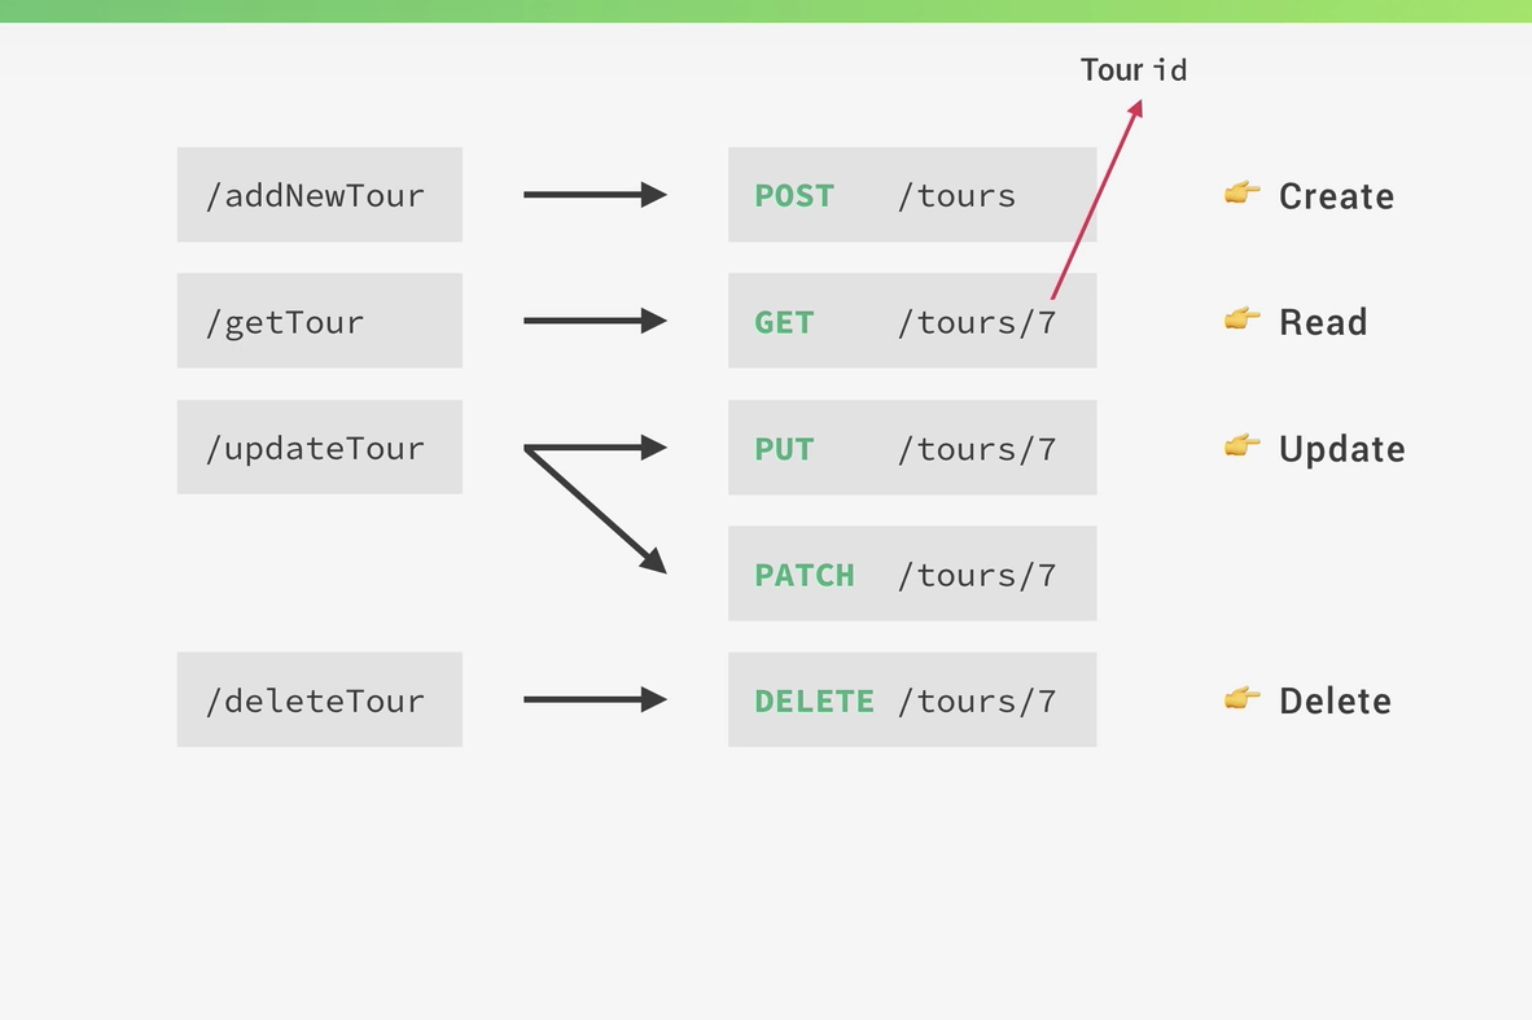 Tour id
/addNewTour POST /tours 👉 Create
/getTour GET /tours/7 👉 Read
/updateTour PUT /tours/7 👉 Update
PATCH /tours/7
/deleteTour DELETE /tours/7 👉 Delete